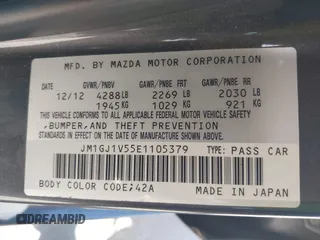 MFD. BY MAZDA MOTOR CORPORATION
DATE GVWR/PNBV GAWR/PNBE FRT GAWR/PNBE RR
12/12 4288LB 2269 LB 2030 LB
1945KG 1029 KG 921 KG
THIS VEHICLE CONFORMS TO ALL APPLICABLE FEDERAL MOTOR VEHICLE SAFETY
,BUMPER,AND THEFT PREVENTION
STANDARDS IN EFFECT ON THE DATE OF MANUFACTURE SHOWN ABOVE.
JM1GJ1V55E1105379 TYPE: PASS CAR
BODY COLOR CODE;42A MADE IN JAPAN
DREAMBID